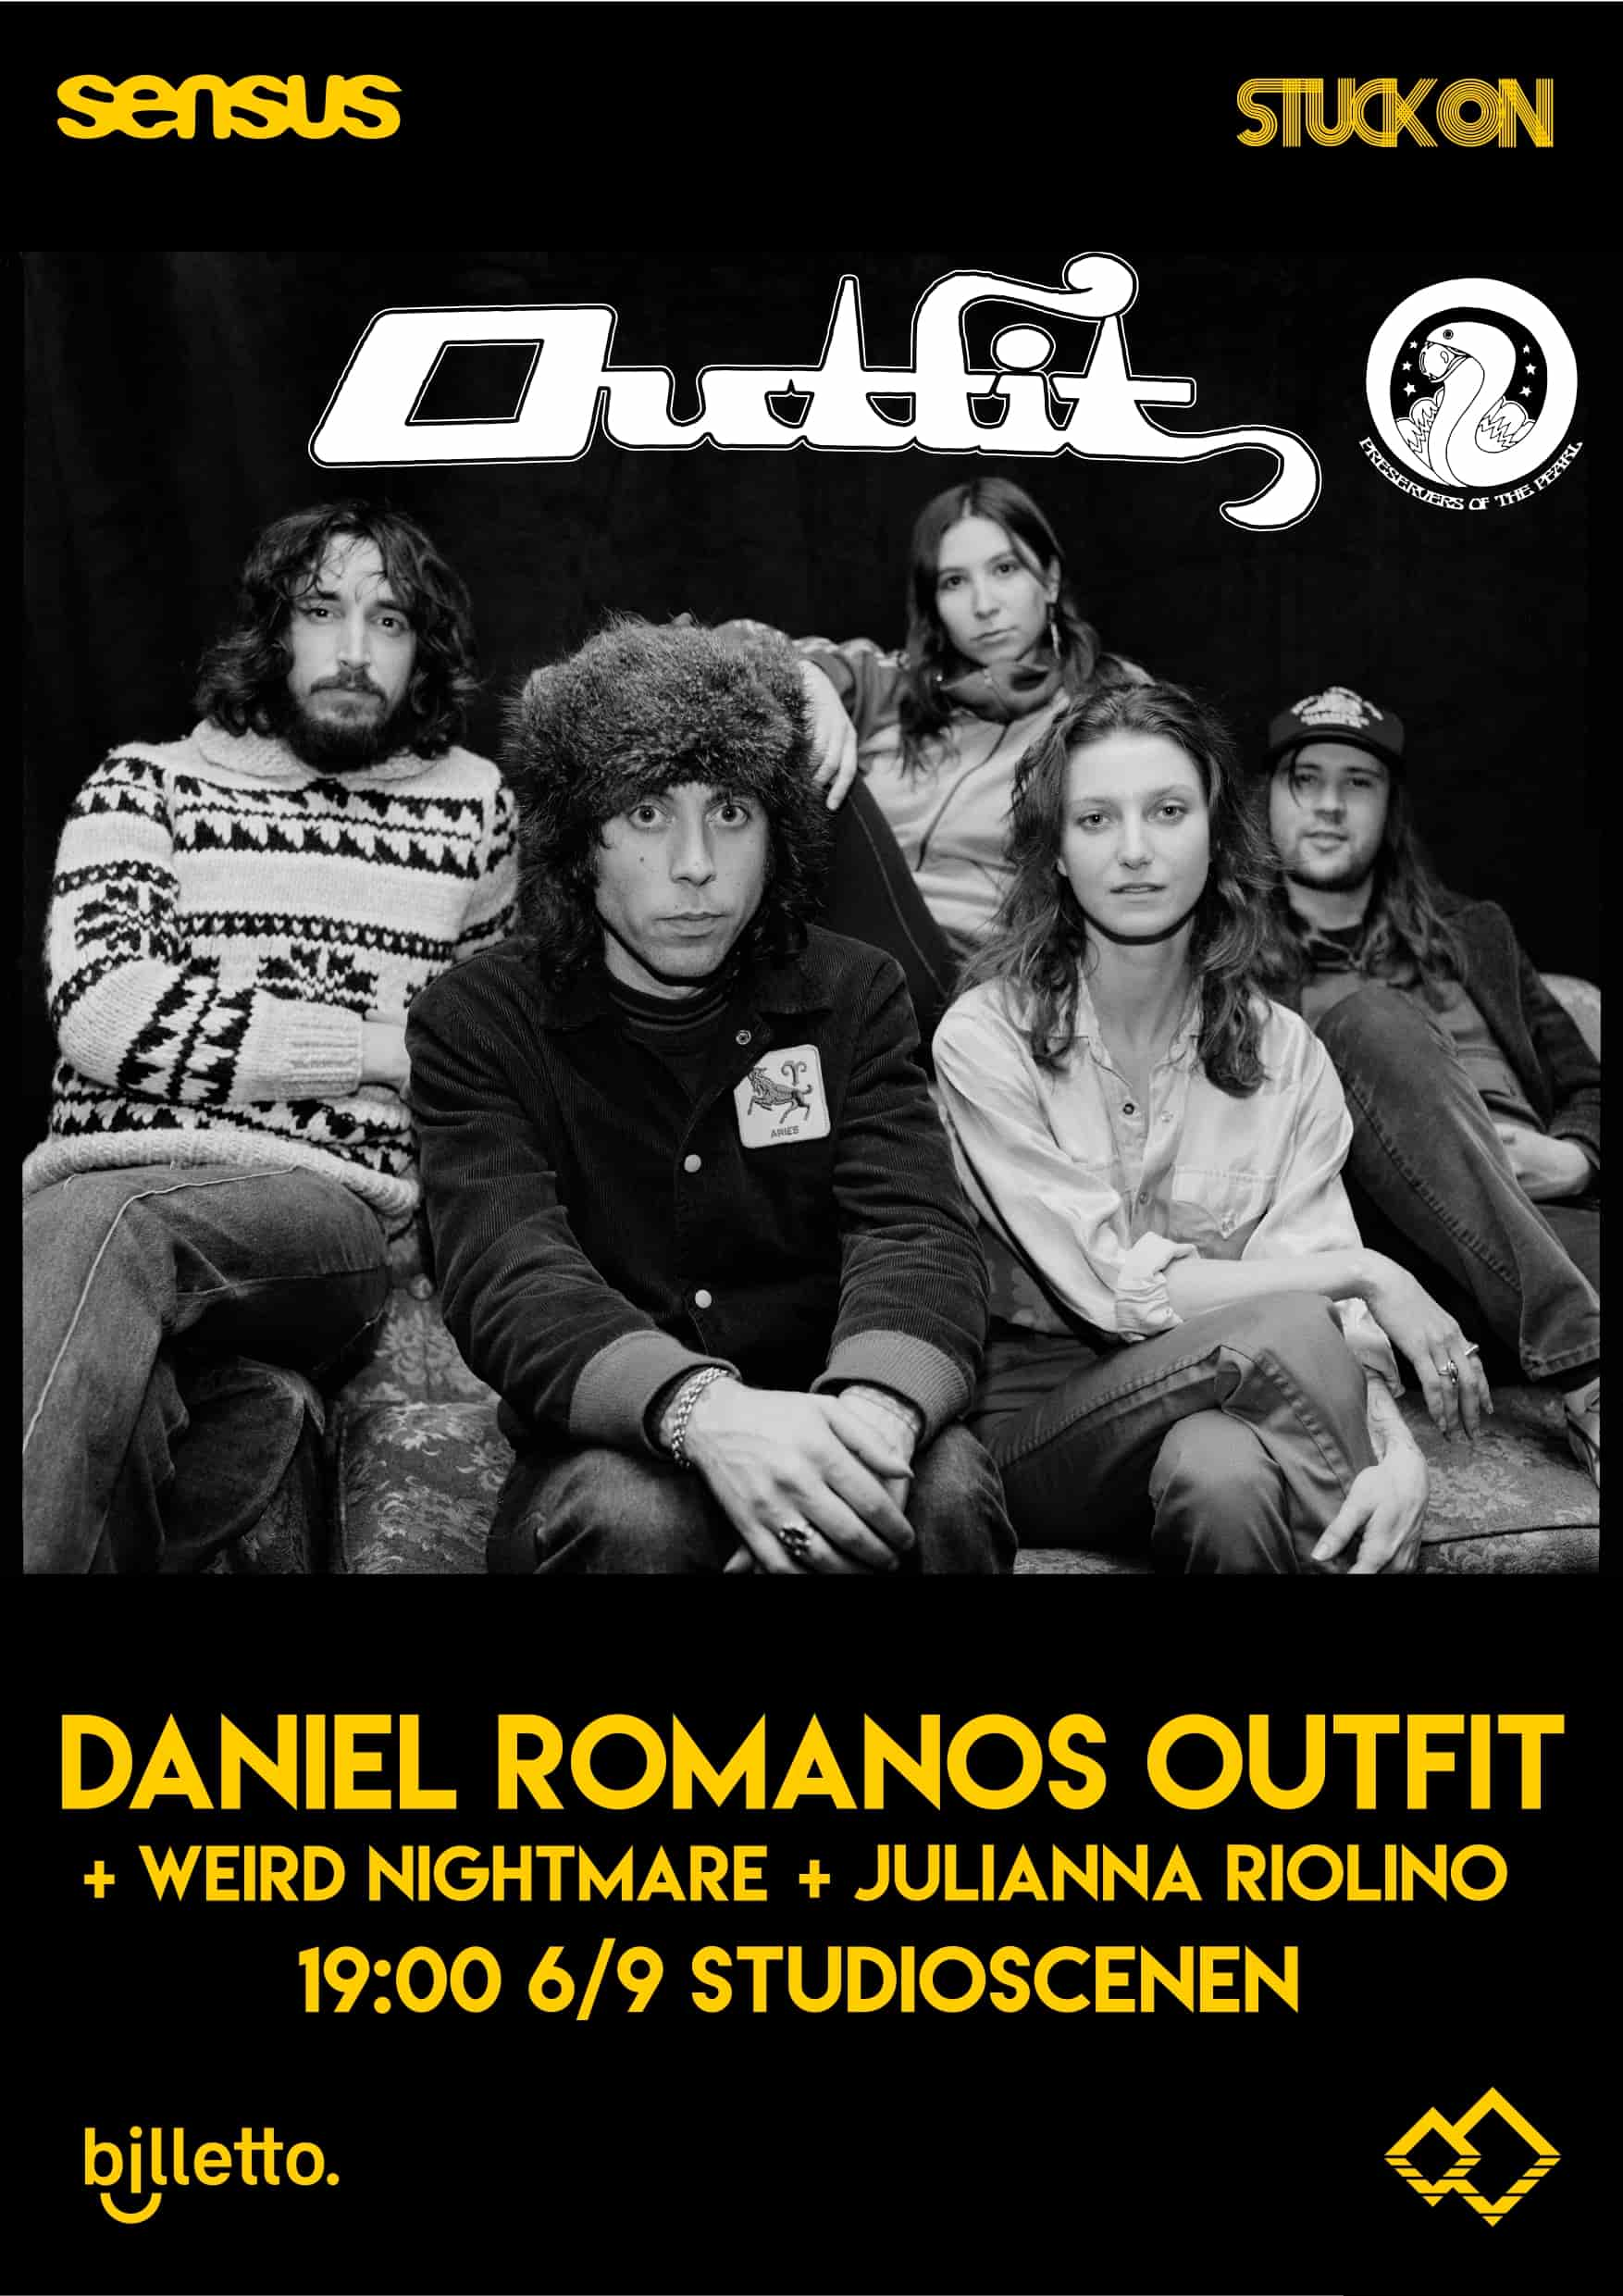 sensus
STUCK ON
Outfit
PRESERVERS OF THE PEARL
ARIES
DANIEL ROMANOS OUTFIT
+ WEIRD NIGHTMARE + JULIANNA RIOLINO
19:00 6/9 STUDIOSCENEN
billetto.